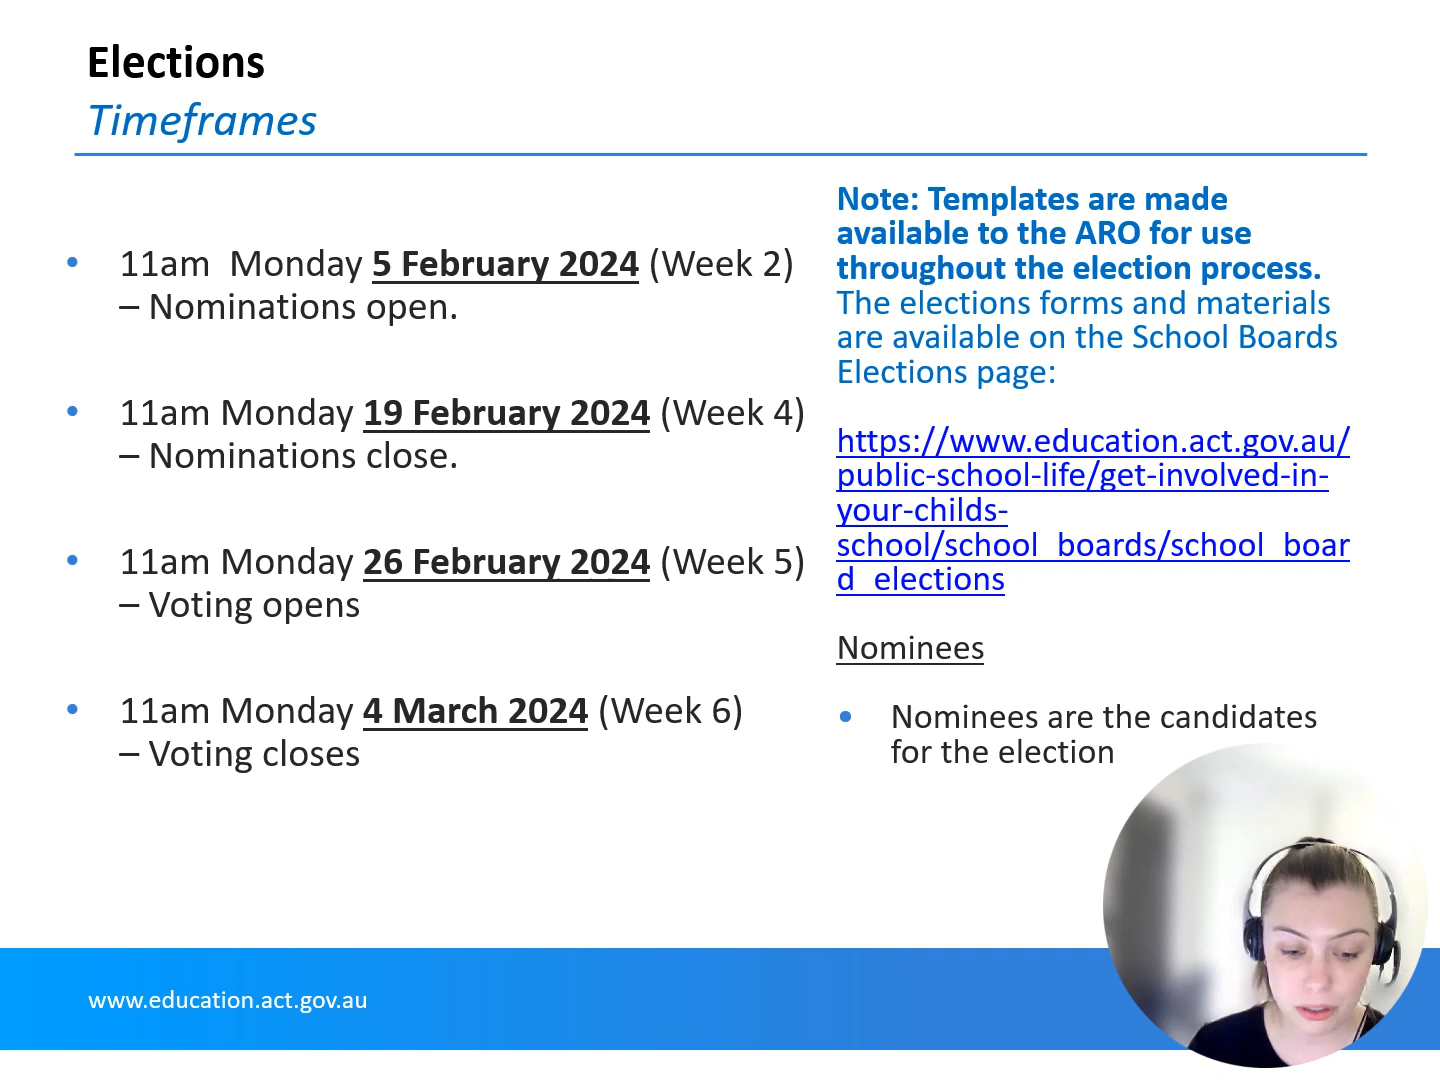 Elections
Timeframes
• 11am  Monday 5 February 2024 (Week 2)
– Nominations open.
• 11am Monday 19 February 2024 (Week 4)
– Nominations close.
• 11am Monday 26 February 2024 (Week 5)
– Voting opens
• 11am Monday 4 March 2024 (Week 6)
– Voting closes
Note: Templates are made
available to the ARO for use
throughout the election process.
The elections forms and materials
are available on the School Boards
Elections page:
https://www.education.act.gov.au/
public-school-life/get-involved-in-
your-childs-
school/school_boards/school_boar
d_elections
Nominees
• Nominees are the candidates
for the election
www.education.act.gov.au